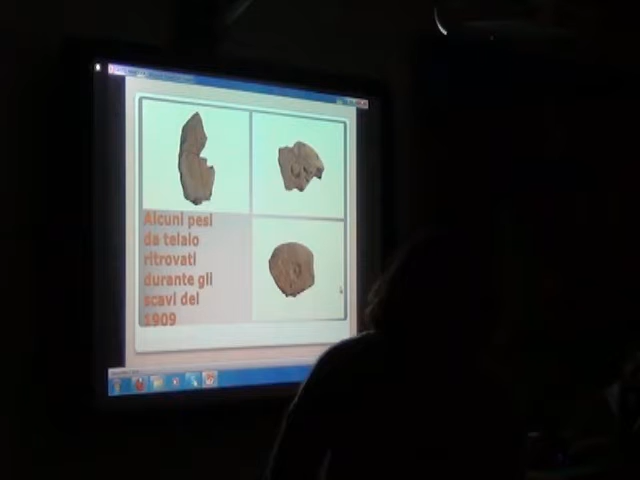 Alcuni pesi
da telaio
ritrovati
durante gli
scavi del
1909